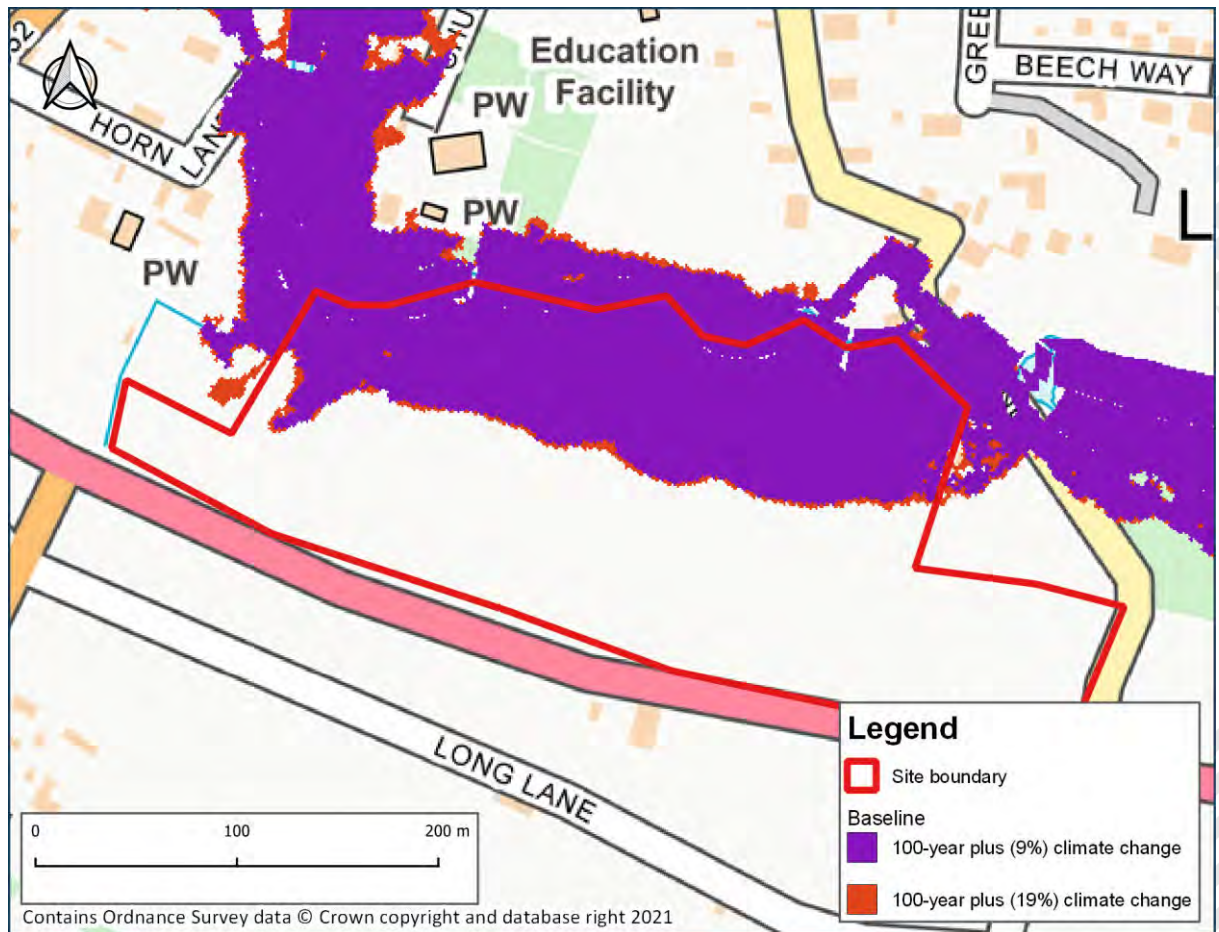 Education
Facility
PW
BEECH WAY
HORN LAN
PW
PW
LONG LANE
Legend
Site boundary
Baseline
100-year plus (9%) climate change
100-year plus (19%) climate change
0 100 200 m
Contains Ordnance Survey data © Crown copyright and database right 2021